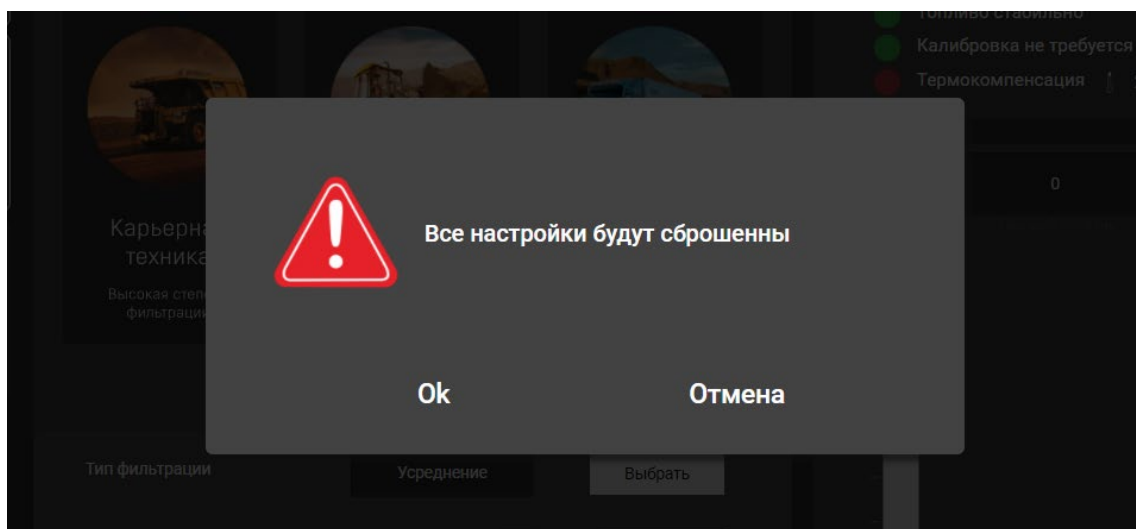 Топливо стабильно
Калибровка не требуется
Термокомпенсация
0
Все настройки будут сброшенны
Карьерна
техника
Высокая степ
фильтрации
Ok
Отмена
Тип фильтрации
Усреднение
Выбрать